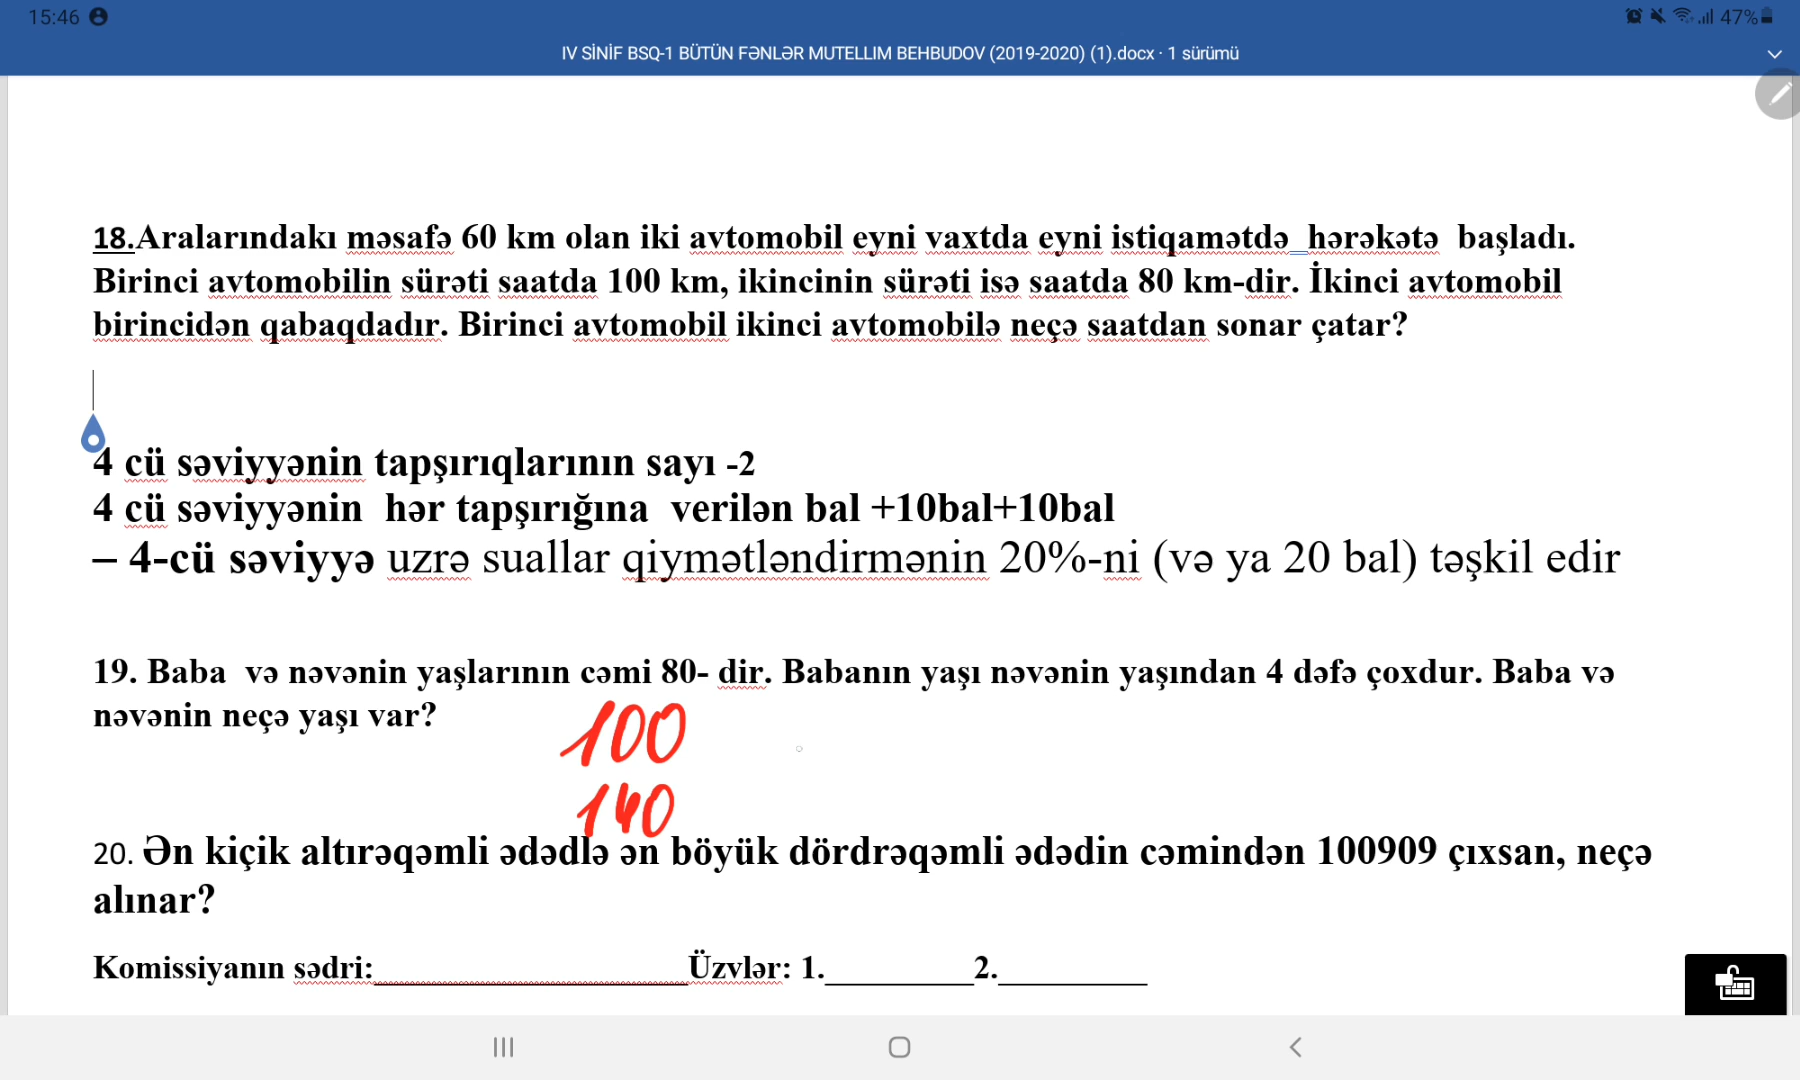 15:46
47%
IV SİNİF BSQ-1 BÜTÜN FƏNLƏR MUTELLIM BEHBUDOV (2019-2020) (1).docx · 1 sürümü
18.Aralarındakı məsafə 60 km olan iki avtomobil eyni vaxtda eyni istiqamətdə hərəkətə başladı.
Birinci avtomobilin sürəti saatda 100 km, ikincinin sürəti isə saatda 80 km-dir. İkinci avtomobil
birincidən qabaqdadır. Birinci avtomobil ikinci avtomobilə neçə saatdan sonar çatar?
4 cü səviyyənin tapşırıqlarının sayı -2
4 cü səviyyənin hər tapşırığına verilən bal +10bal+10bal
– 4-cü səviyyə uzrə suallar qiymətləndirmənin 20%-ni (və ya 20 bal) təşkil edir
19. Baba və nəvənin yaşlarının cəmi 80- dir. Babanın yaşı nəvənin yaşından 4 dəfə çoxdur. Baba və
nəvənin neçə yaşı var?
100
140
20. Ən kiçik altırəqəmli ədədlə ən böyük dördrəqəmli ədədin cəmindən 100909 çıxsan, neçə
alınar?
Komissiyanın sədri:_____________________Üzvlər: 1.__________2.__________